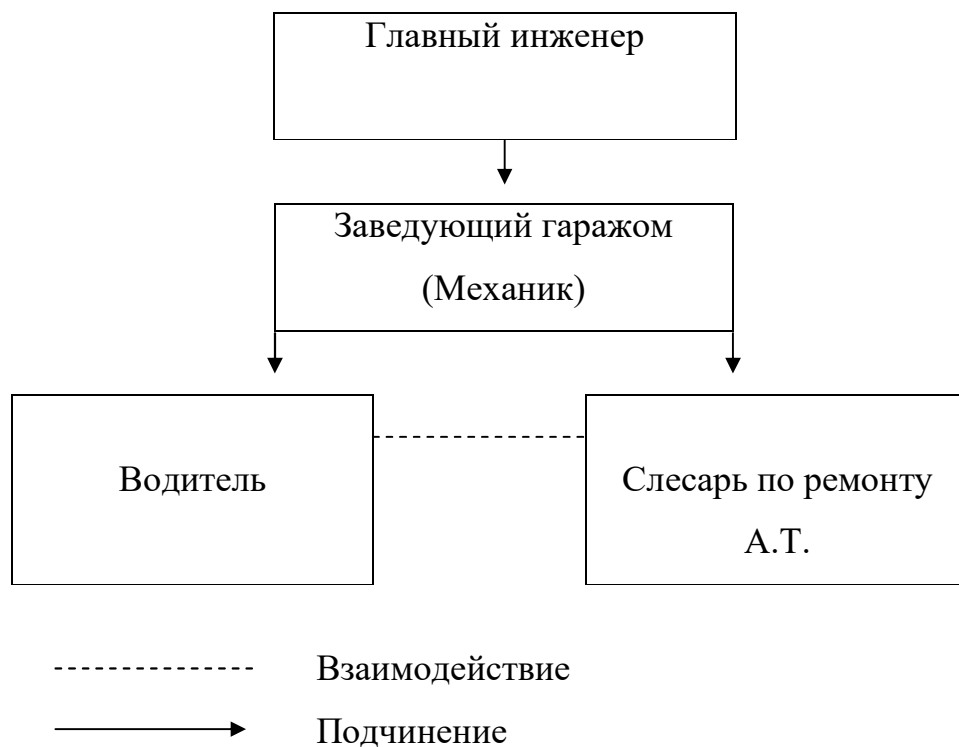 Главный инженер
Заведующий гаражом
(Механик)
Водитель
Слесарь по ремонту
А.Т.
Взаимодействие
Подчинение